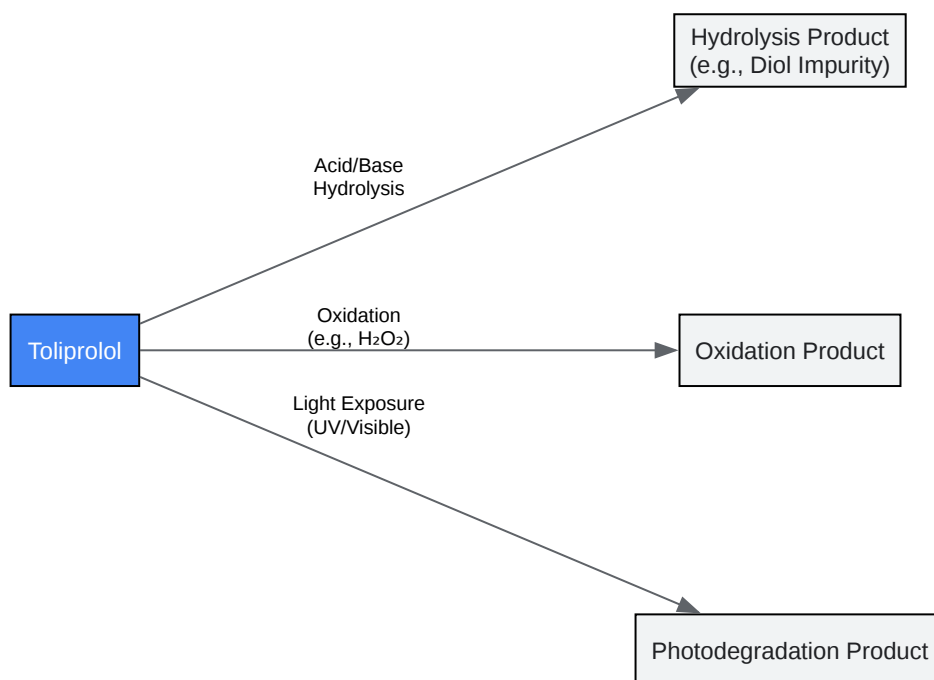 Hydrolysis Product
(e.g., Diol Impurity)
Acid/Base
Hydrolysis
Toliprolol
Oxidation
(e.g., H₂O₂)
Oxidation Product
Light Exposure
(UV/Visible)
Photodegradation Product